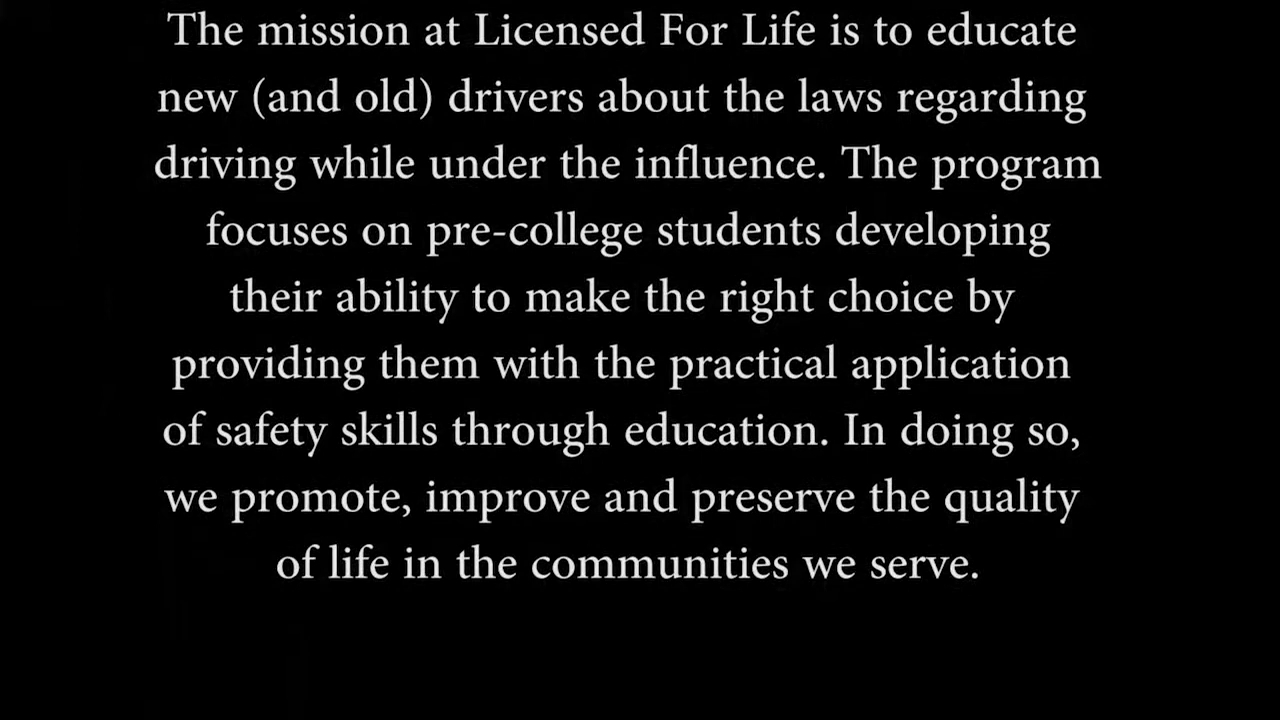 The mission at Licensed For Life is to educate
new (and old) drivers about the laws regarding
driving while under the influence. The program
focuses on pre-college students developing
their ability to make the right choice by
providing them with the practical application
of safety skills through education. In doing so,
we promote, improve and preserve the quality
of life in the communities we serve.